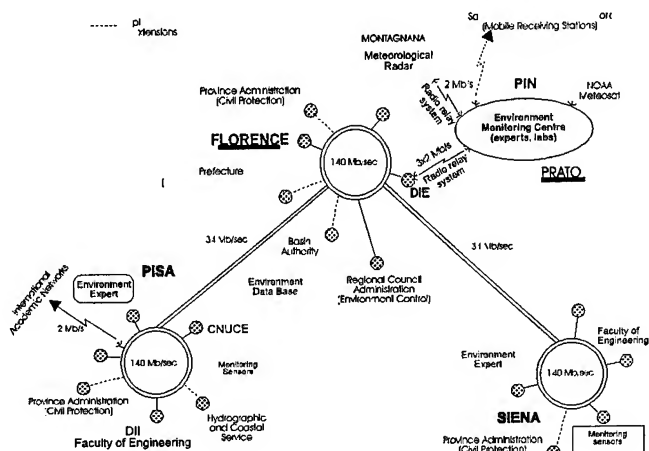 pl
xtensions
Sa
(Mobile Receiving Stations)
MONTAGNANA
Meteorological
Radar
2 Mb's
Radio relay
system
PIN
NOAA
Meteosat
Province Administration
(Civil Protection)
Environment
Monitoring Centre
(experts, labs)
FLORENCE
140 Mb/sec
3x2 Mb/s
Radio relay
system
PRATO
Prefecture
DIE
34 Mb/sec
31 Mb/sec
Basin
Authority
PISA
Environment
Expert
Environment
Data Base
Regional Council
Administration
(Environment Control)
International
Academic Networks
2 Mb/s
CNUCE
140 Mb/sec
Monitoring
Sensors
Faculty of
Engineering
Environment
Expert
140 Mb,sec
Province Administration
(Civil Protection)
Hydrographic
and Coastal
Service
DII
Faculty of Engineering
SIENA
Province Administration
(Civil Protection)
Monitoring
sensors